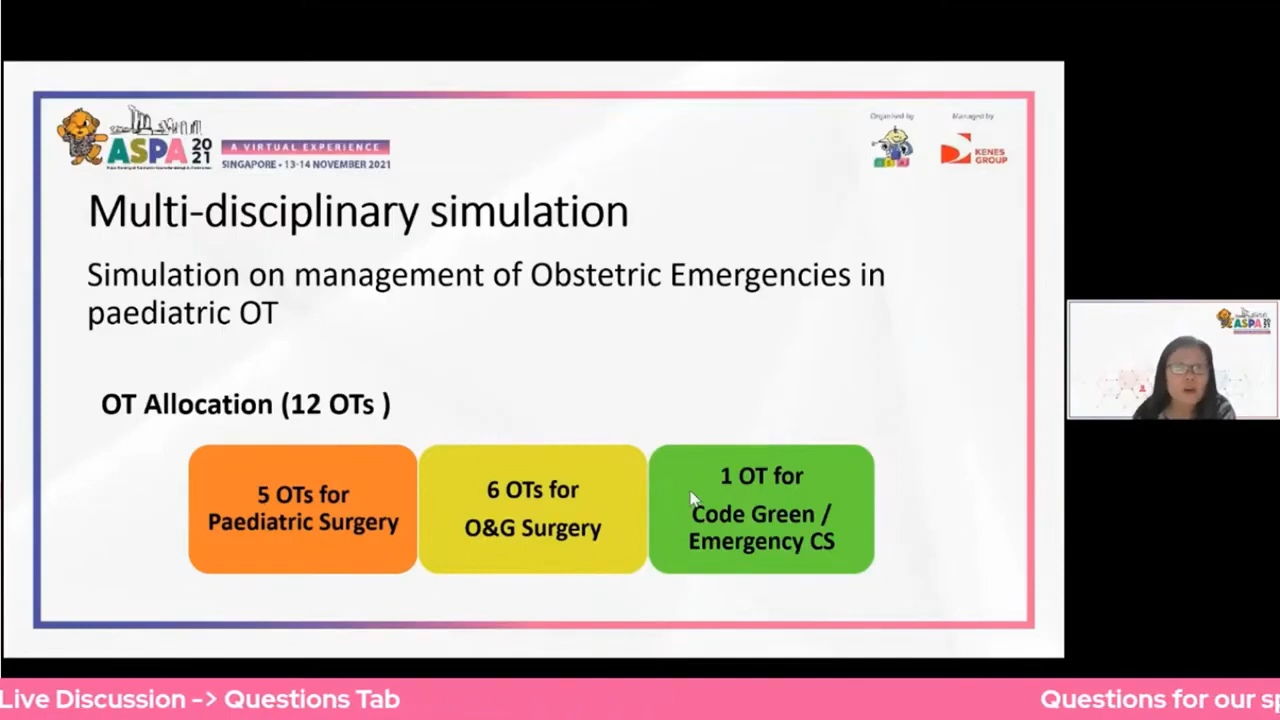 ASPA 2021
A VIRTUAL EXPERIENCE
SINGAPORE • 13-14 NOVEMBER 2021
Organised by
Managed by
KENES
GROUP
Multi-disciplinary simulation
Simulation on management of Obstetric Emergencies in
paediatric OT
OT Allocation (12 OTs )
5 OTs for
Paediatric Surgery
6 OTs for
O&G Surgery
1 OT for
Code Green /
Emergency CS
ASPA
Live Discussion -> Questions Tab
Questions for our sp